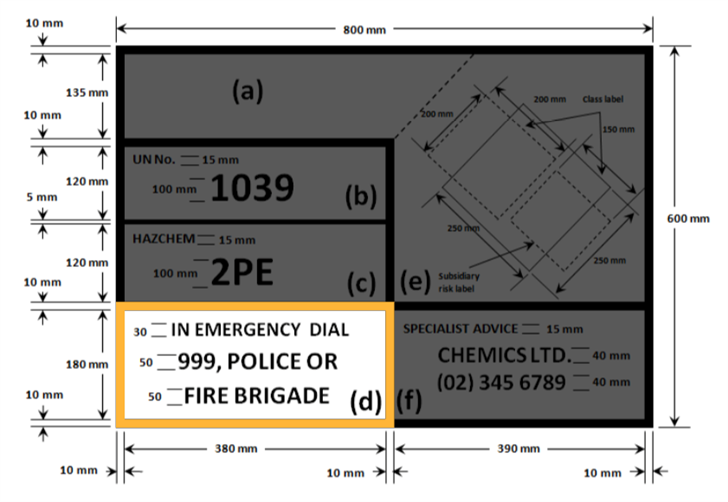 10 mm
800 mm
135 mm
10 mm
(a)
200 mm
200 mm
Class label
150 mm
120 mm
UN No. 15 mm
100 mm 1039 (b)
5 mm
600 mm
120 mm
HAZCHEM 15 mm
100 mm 2PE (c)
250 mm
250 mm
(e) Subsidiary
risk label
10 mm
30 IN EMERGENCY DIAL
50 999, POLICE OR
50 FIRE BRIGADE (d)
SPECIALIST ADVICE 15 mm
CHEMICS LTD. 40 mm
(02) 345 6789 40 mm
(f)
180 mm
10 mm
380 mm
390 mm
10 mm
10 mm
10 mm